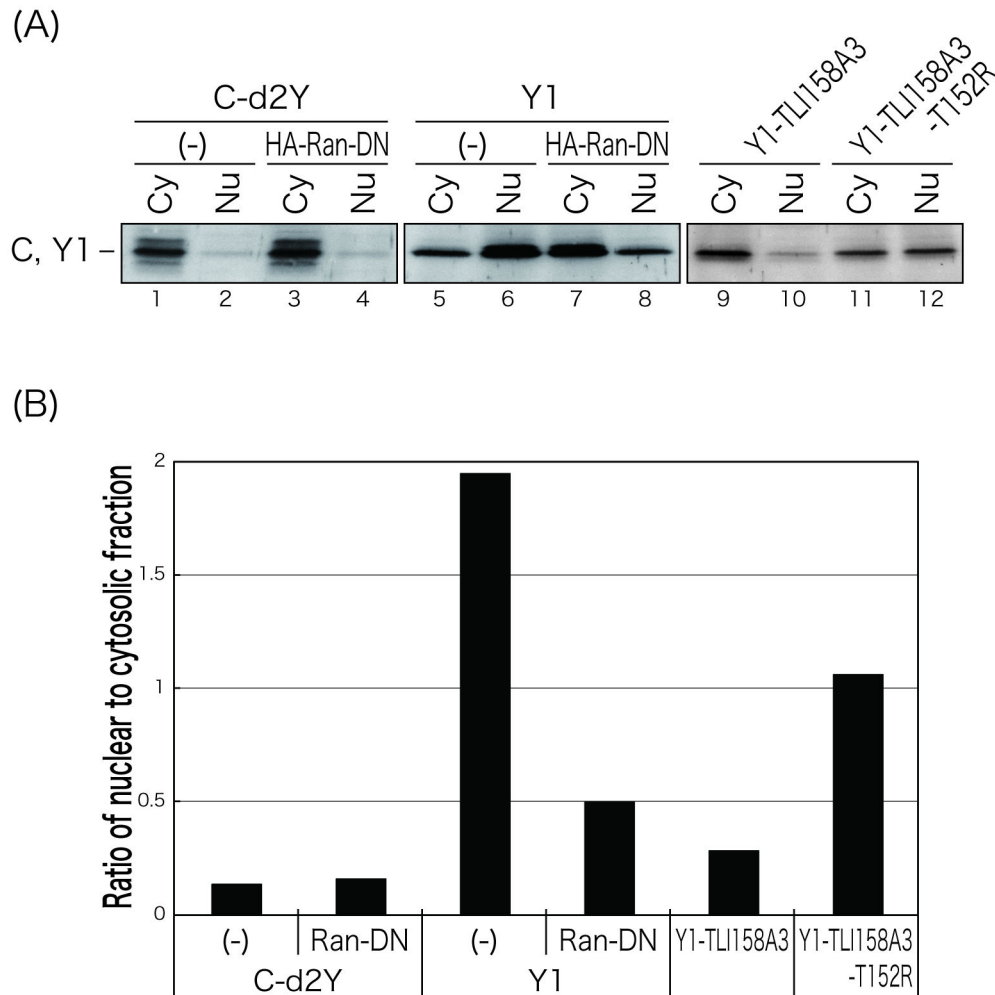 (A)
C-d2Y
Y1
Y1-TLI158A3
Y1-TLI158A3
-T152R
(-)
HA-Ran-DN
(-)
HA-Ran-DN
Cy Nu Cy Nu Cy Nu Cy Nu Cy Nu Cy Nu
C, Y1 –
1 2 3 4 5 6 7 8 9 10 11 12
(B)
Ratio of nuclear to cytosolic fraction
2
1.5
1
0.5
0
(-) Ran-DN (-) Ran-DN Y1-TLI158A3 Y1-TLI158A3
-T152R
C-d2Y Y1